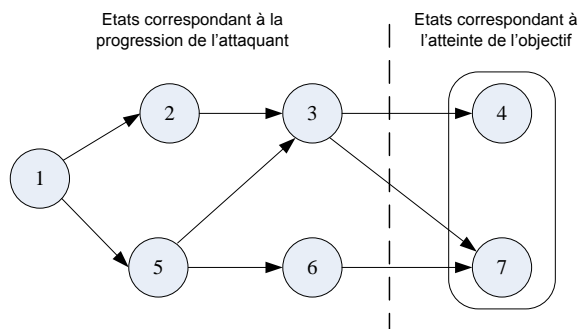 Etats correspondant à la
progression de l'attaquant
Etats correspondant à
l'atteinte de l'objectif
2
3
4
1
5
6
7